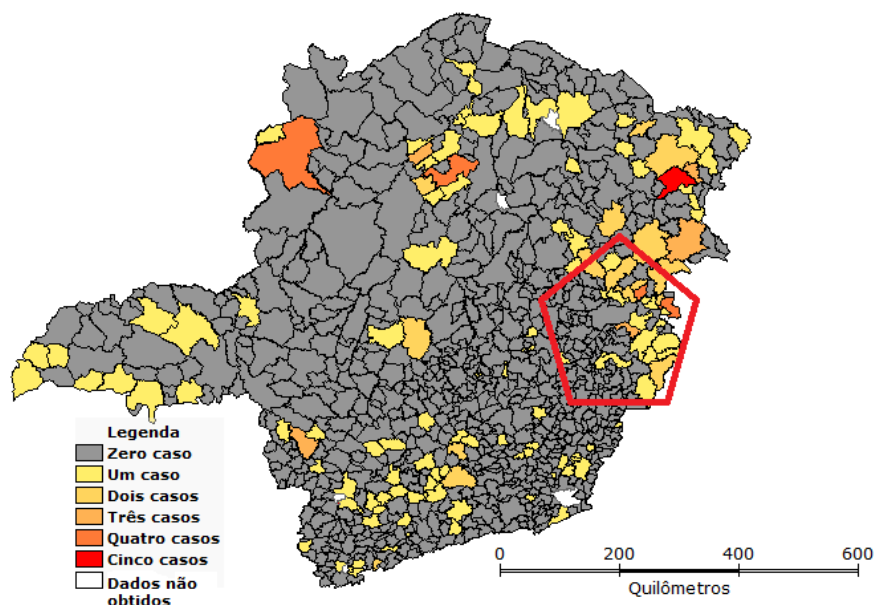 Legenda
Zero caso
Um caso
Dois casos
Três casos
Quatro casos
Cinco casos
Dados não
obtidos
0 200 400 600
Quilômetros